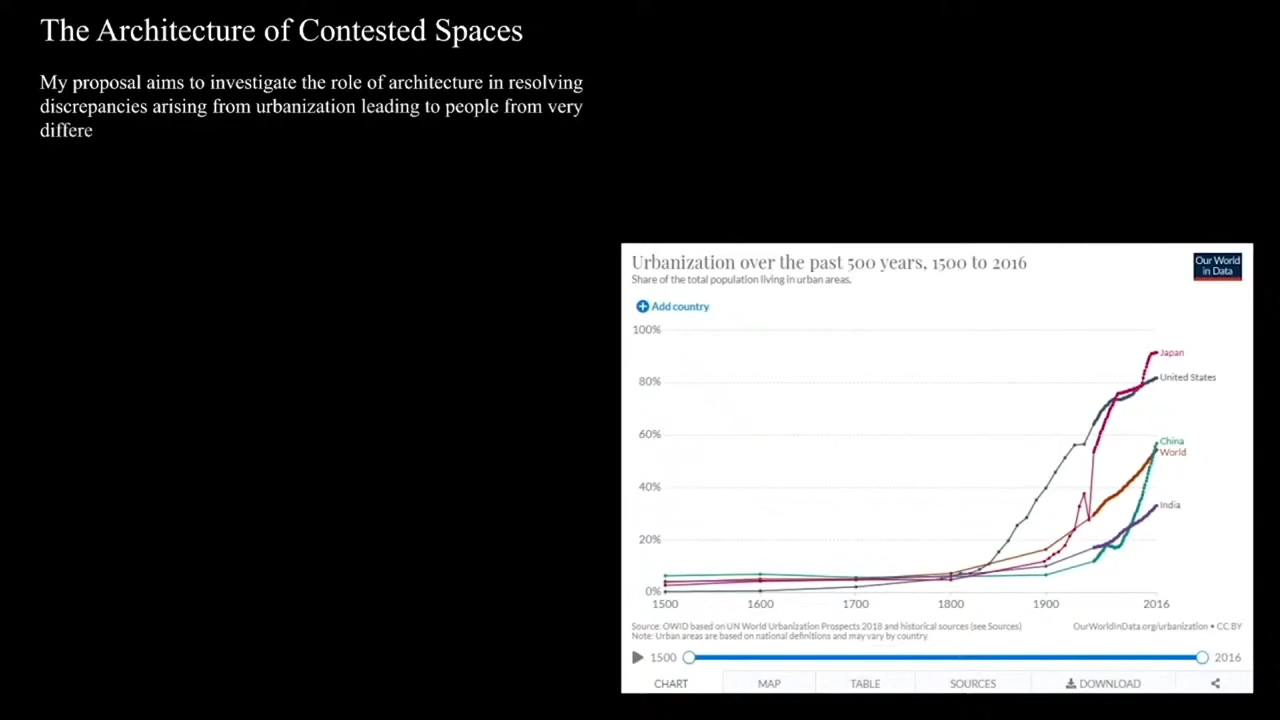 The Architecture of Contested Spaces
My proposal aims to investigate the role of architecture in resolving
discrepancies arising from urbanization leading to people from very
differe
Urbanization over the past 500 years, 1500 to 2016
Share of the total population living in urban areas.
Our World
in Data
Add country
100%
80%
60%
40%
20%
0%
Japan
United States
China
World
India
1500 1600 1700 1800 1900 2016
Source: OWID based on UN World Urbanization Prospects 2018 and historical sources (see Sources)
OurWorldInData.org/urbanization • CC BY
Note: Urban areas are based on national definitions and may vary by country.
1500 2016
CHART MAP TABLE SOURCES DOWNLOAD